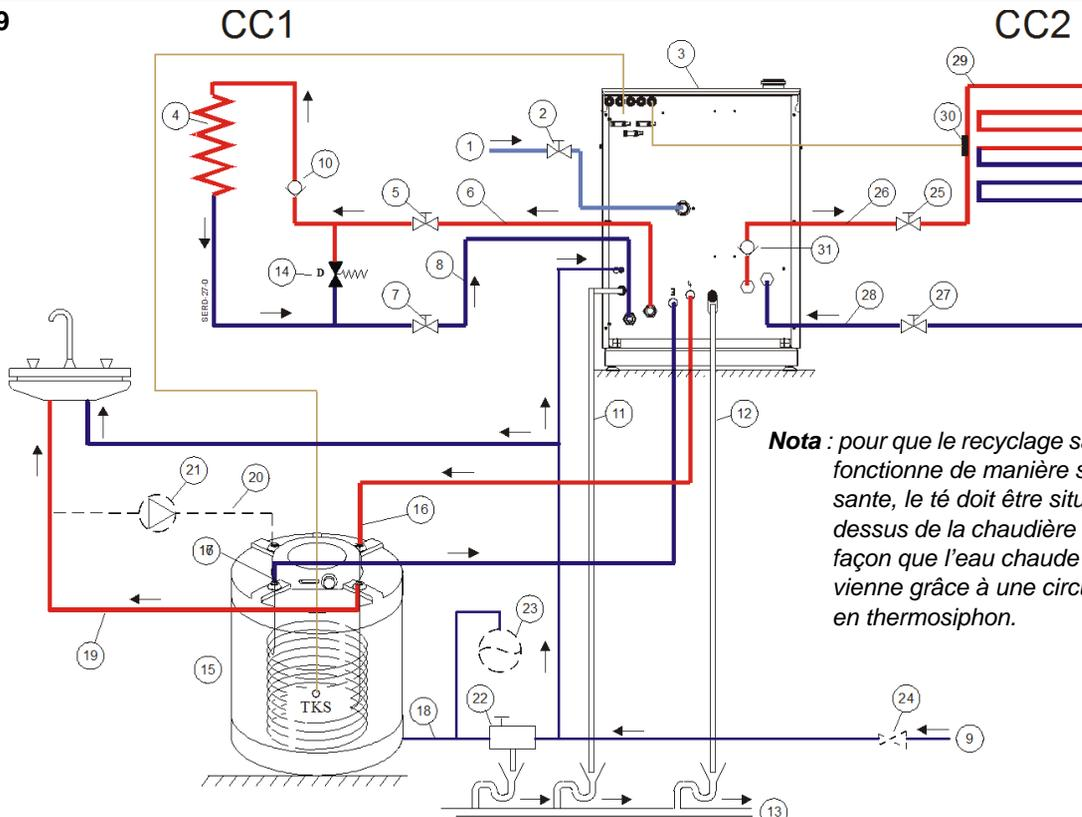 9
CC1
CC2
3
29
4
2
30
1
10
5
6
26
25
31
14
D
8
7
28
27
SERD-27-0
11
12
Nota : pour que le recyclage sa
fonctionne de manière s
sante, le té doit être situ
dessus de la chaudière
façon que l'eau chaude
vienne grâce à une circu
en thermosiphon.
21
20
16
23
19
15
TKS
18
22
24
9
13